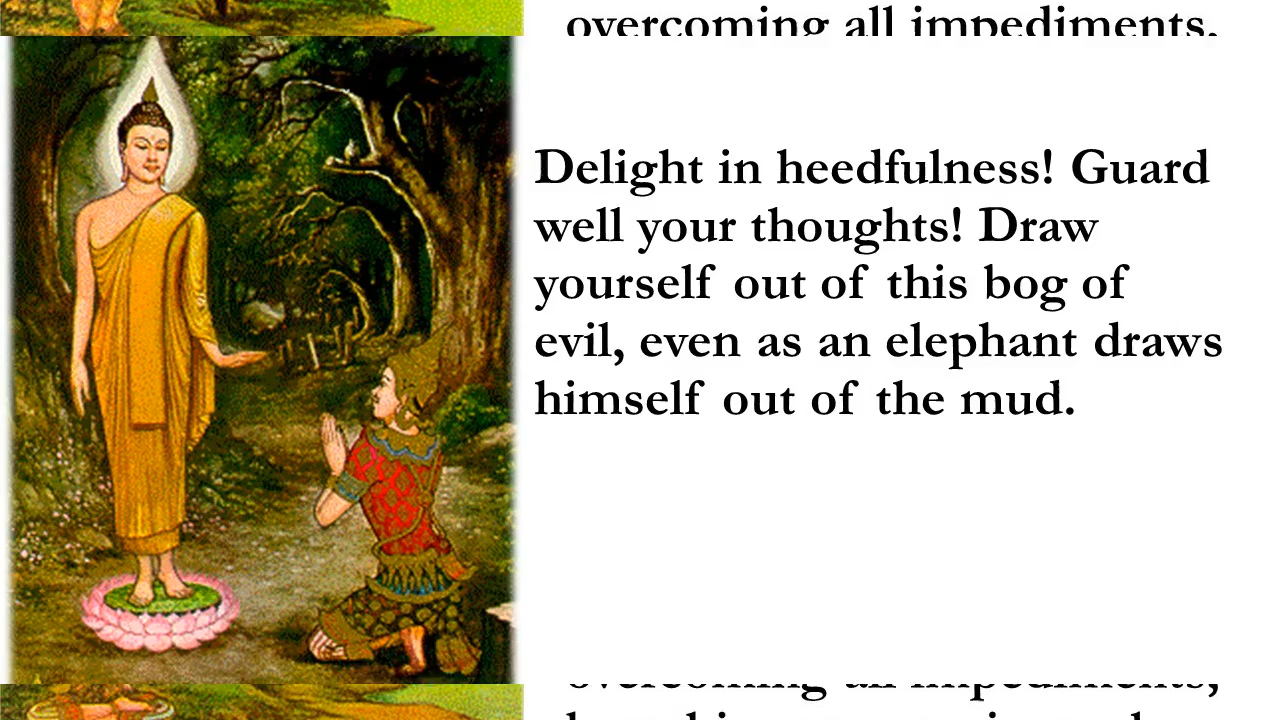 overcoming all impediments,
Delight in heedfulness! Guard
well your thoughts! Draw
yourself out of this bog of
evil, even as an elephant draws
himself out of the mud.
overcoming all impediments,